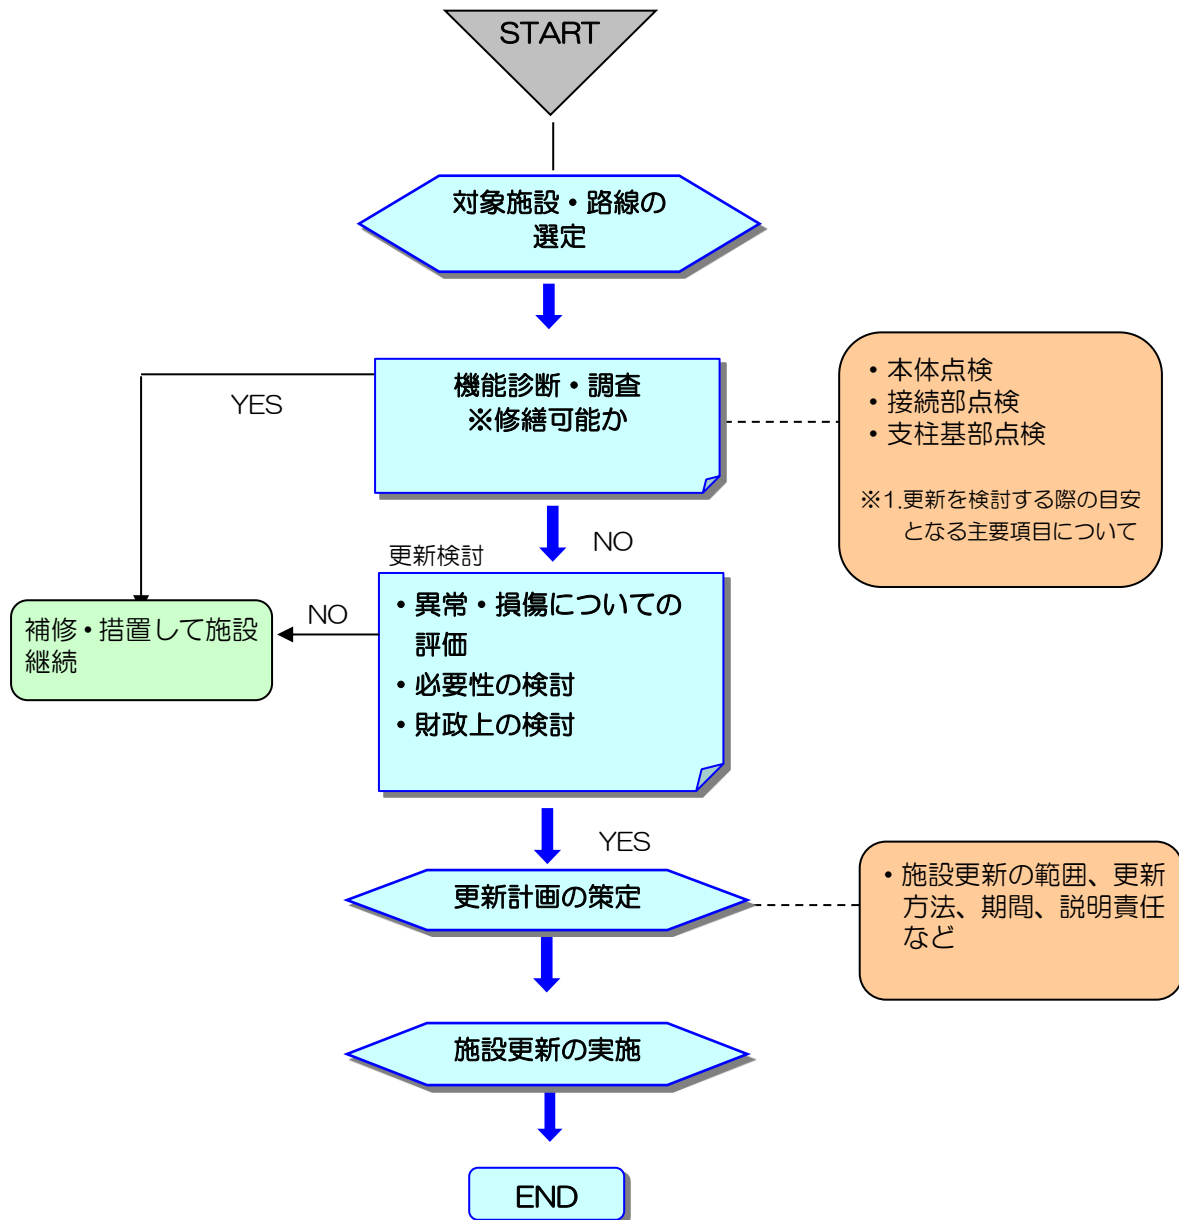 START
対象施設・路線の
選定
機能診断・調査
※修繕可能か
YES
・本体点検
・接続部点検
・支柱基部点検
※1.更新を検討する際の目安
となる主要項目について
NO
更新検討
・異常・損傷についての
評価
・必要性の検討
・財政上の検討
NO
補修・措置して施設
継続
YES
更新計画の策定
・施設更新の範囲、更新
方法、期間、説明責任
など
施設更新の実施
END